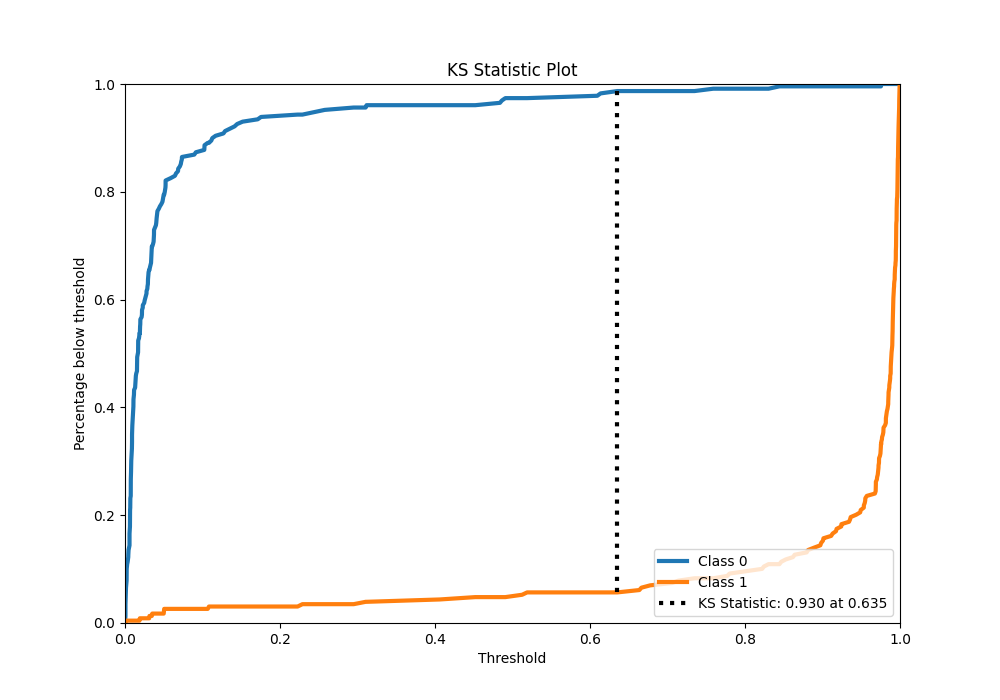 KS Statistic Plot
1.0
0.8
0.6
0.4
0.2
0.0
Percentage below threshold
0.0 0.2 0.4 0.6 0.8 1.0
Threshold
Class 0
Class 1
KS Statistic: 0.930 at 0.635